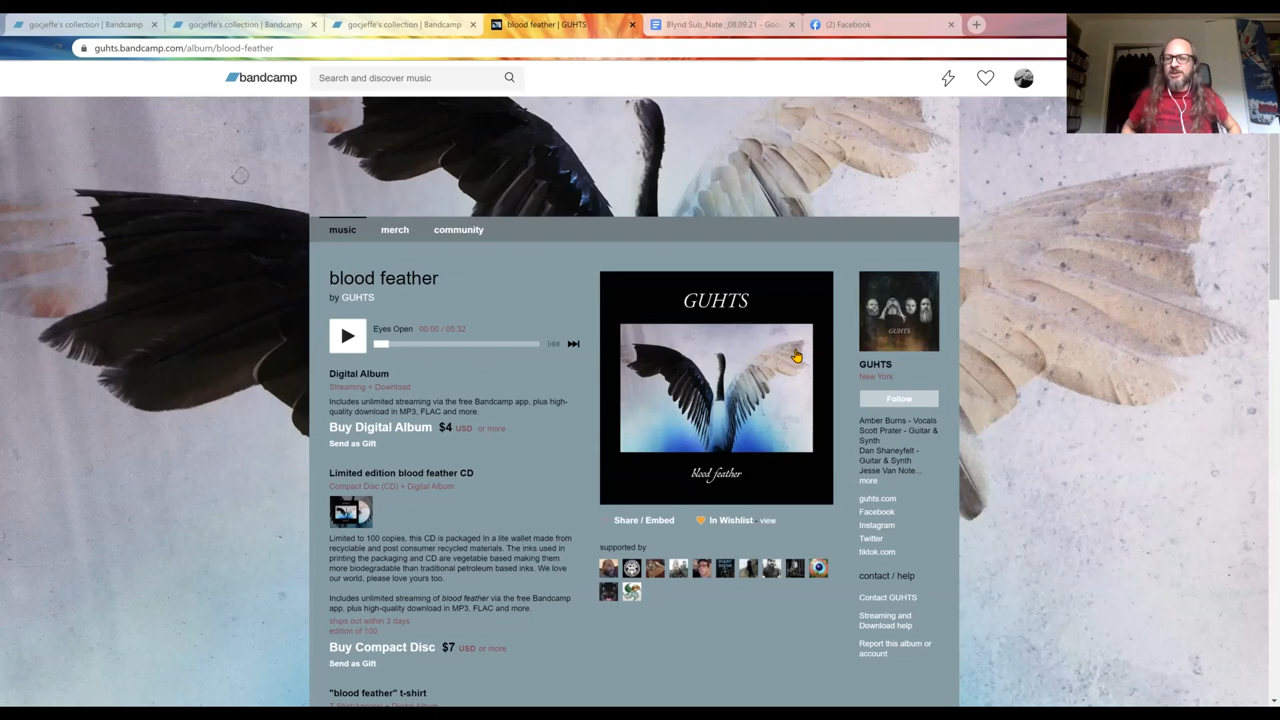 gocjeffe's collection | Bandcamp
gocjeffe's collection | Bandcamp
gocjeffe's collection | Bandcamp
blood feather | GUHTS
Blynd Sub_Nate _08.09.21 - Goo
(2) Facebook
guhts.bandcamp.com/album/blood-feather
bandcamp
Search and discover music
music
merch
community
blood feather
by GUHTS
Eyes Open 00:00 / 05:32
Digital Album
Streaming + Download
Includes unlimited streaming via the free Bandcamp app, plus high-
quality download in MP3, FLAC and more.
Buy Digital Album $4 USD or more
Send as Gift
Limited edition blood feather CD
Compact Disc (CD) + Digital Album
Limited to 100 copies, this CD is packaged in a lite wallet made from
recyclable and post consumer recycled materials. The inks used in
printing the packaging and CD are vegetable based making them
more biodegradable than traditional petroleum based inks. We love
our world, please love yours too.
Includes unlimited streaming of blood feather via the free Bandcamp
app, plus high-quality download in MP3, FLAC and more.
ships out within 3 days
edition of 100
Buy Compact Disc $7 USD or more
Send as Gift
"blood feather" t-shirt
T-Shirt/Apparel + Digital Album
GUHTS
blood feather
Share / Embed
In Wishlist view
supported by
GUHTS
GUHTS
New York
Follow
Amber Burns - Vocals
Scott Prater - Guitar &
Synth
Dan Shaneyfelt -
Guitar & Synth
Jesse Van Note...
more
guhts.com
Facebook
Instagram
Twitter
tiktok.com
contact / help
Contact GUHTS
Streaming and
Download help
Report this album or
account